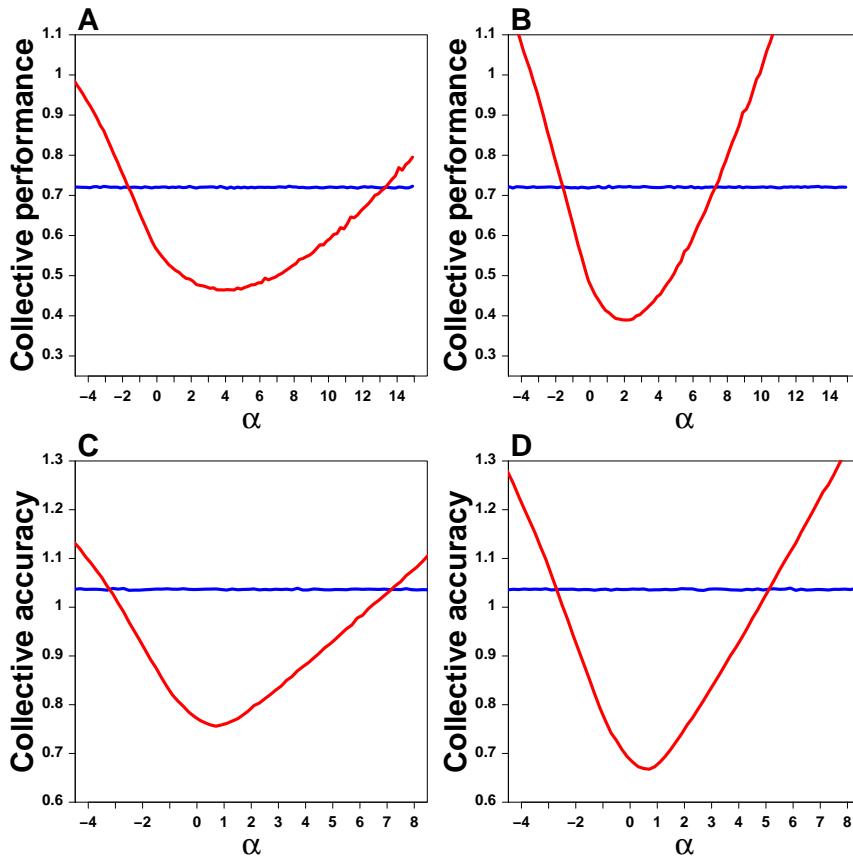 A
Collective performance
1.1
1
0.9
0.8
0.7
0.6
0.5
0.4
0.3
−4 −2 0 2 4 6 8 10 12 14
α
B
Collective performance
1.1
1
0.9
0.8
0.7
0.6
0.5
0.4
0.3
−4 −2 0 2 4 6 8 10 12 14
α
C
Collective accuracy
1.3
1.2
1.1
1
0.9
0.8
0.7
0.6
−4 −2 0 1 2 3 4 5 6 7 8
α
D
Collective accuracy
1.3
1.2
1.1
1
0.9
0.8
0.7
0.6
−4 −2 0 1 2 3 4 5 6 7 8
α